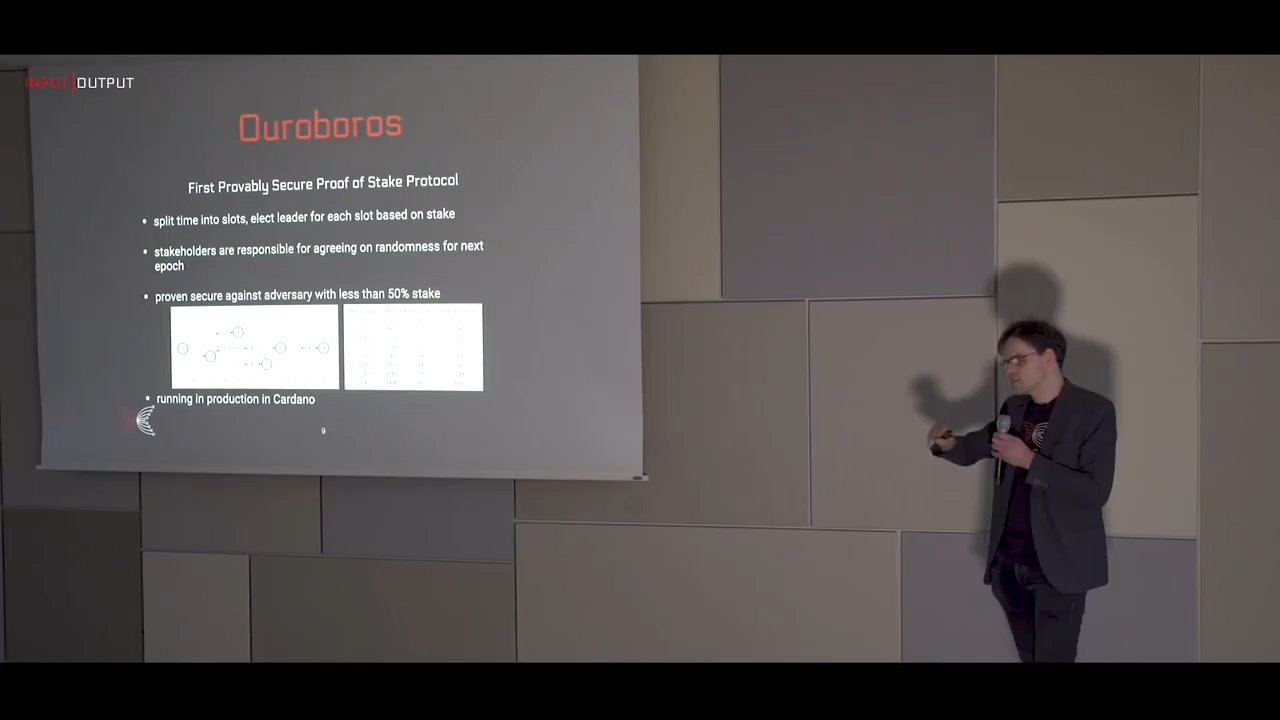 INPUT|OUTPUT
Ouroboros
First Provably Secure Proof of Stake Protocol
• split time into slots, elect leader for each slot based on stake
• stakeholders are responsible for agreeing on randomness for next
epoch
• proven secure against adversary with less than 50% stake
• running in production in Cardano
9